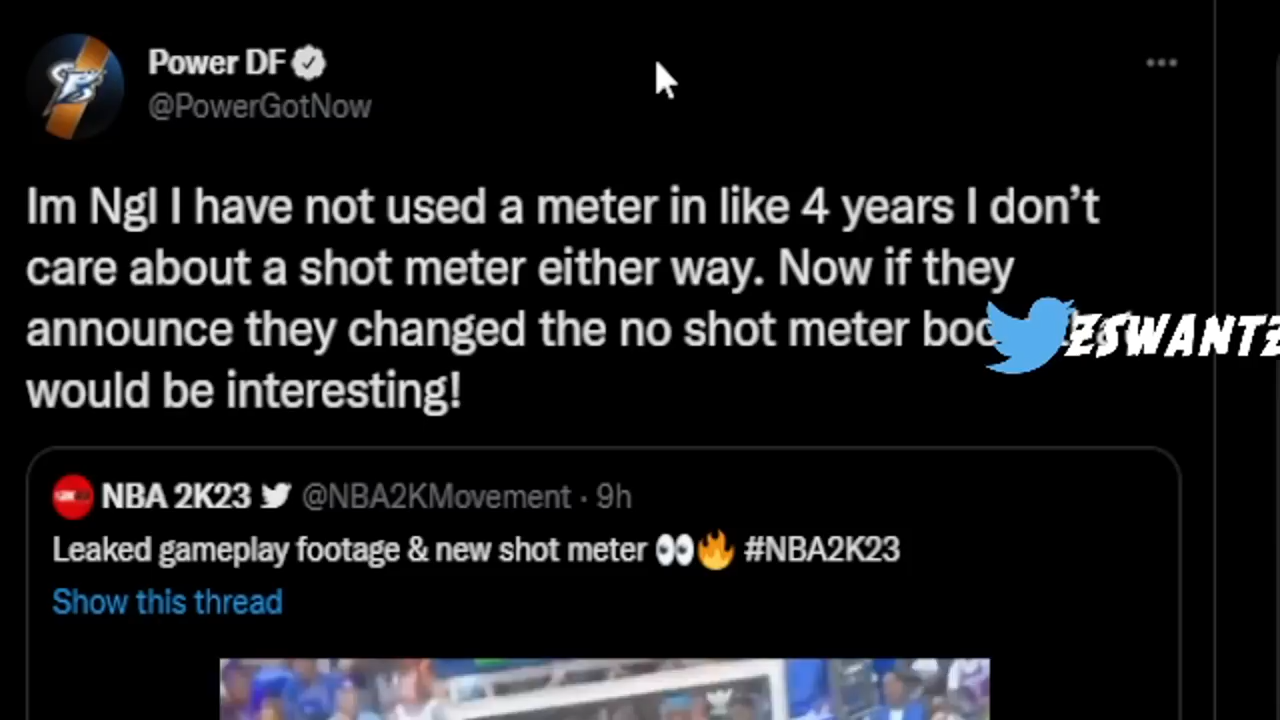 Power DF
@PowerGotNow
Im Ngl I have not used a meter in like 4 years I don’t
care about a shot meter either way. Now if they
announce they changed the no shot meter
ZSWANTZ
would be interesting!
NBA 2K23 @NBA2KMovement · 9h
Leaked gameplay footage & new shot meter 👀🔥 #NBA2K23
Show this thread